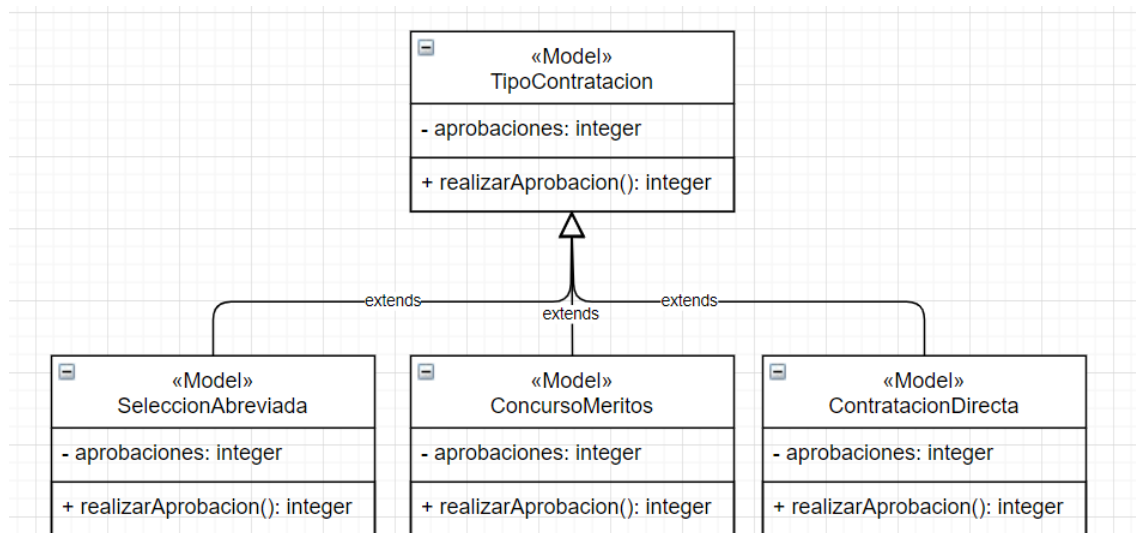 «Model»
TipoContratacion
- aprobaciones: integer
+ realizarAprobacion(): integer
extends
extends
extends
«Model»
SeleccionAbreviada
- aprobaciones: integer
+ realizarAprobacion(): integer
«Model»
ConcursoMeritos
- aprobaciones: integer
+ realizarAprobacion(): integer
«Model»
ContratacionDirecta
- aprobaciones: integer
+ realizarAprobacion(): integer